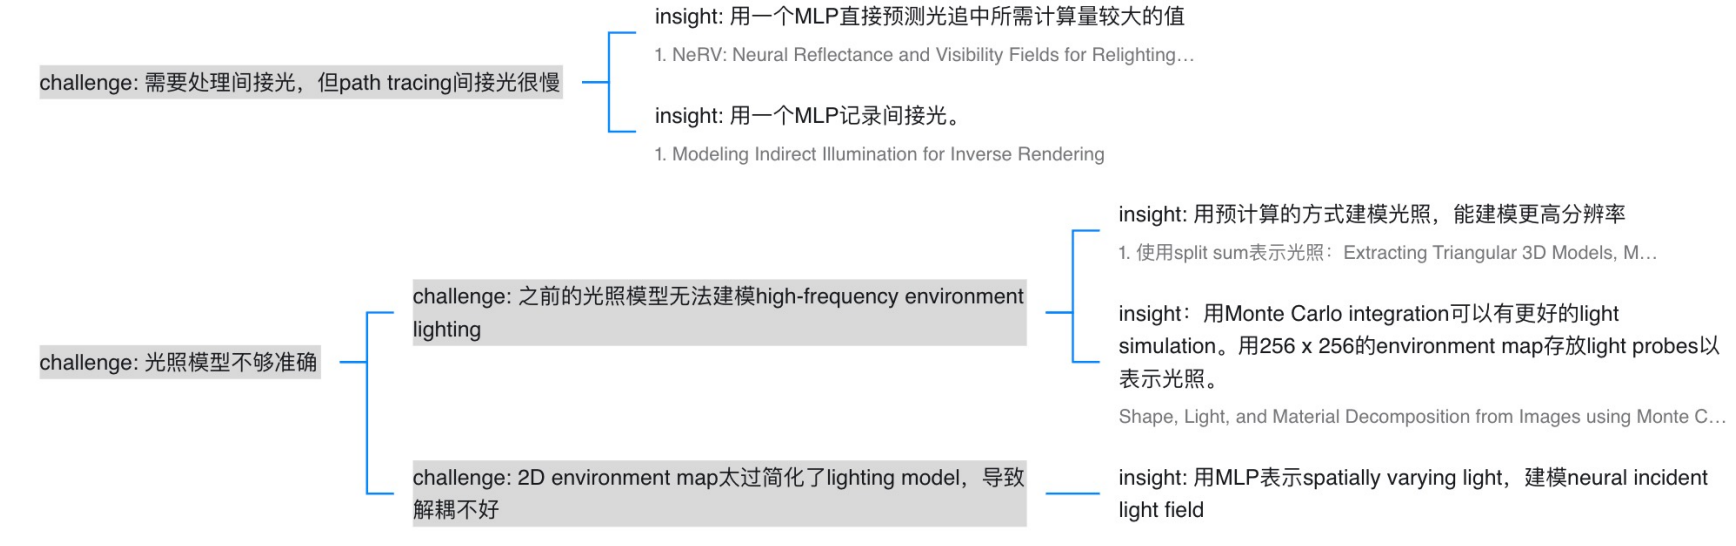 insight: 用一个MLP直接预测光追中所需计算量较大的值
1. NeRV: Neural Reflectance and Visibility Fields for Relighting…
challenge: 需要处理间接光，但path tracing间接光很慢
insight: 用一个MLP记录间接光。
1. Modeling Indirect Illumination for Inverse Rendering
insight: 用预计算的方式建模光照，能建模更高分辨率
1. 使用split sum表示光照：Extracting Triangular 3D Models, M…
challenge: 之前的光照模型无法建模high-frequency environment
lighting
insight：用Monte Carlo integration可以有更好的light
simulation。用256 x 256的environment map存放light probes以
表示光照。
Shape, Light, and Material Decomposition from Images using Monte C…
challenge: 光照模型不够准确
challenge: 2D environment map太过简化了lighting model，导致
解耦不好
insight: 用MLP表示spatially varying light，建模neural incident
light field